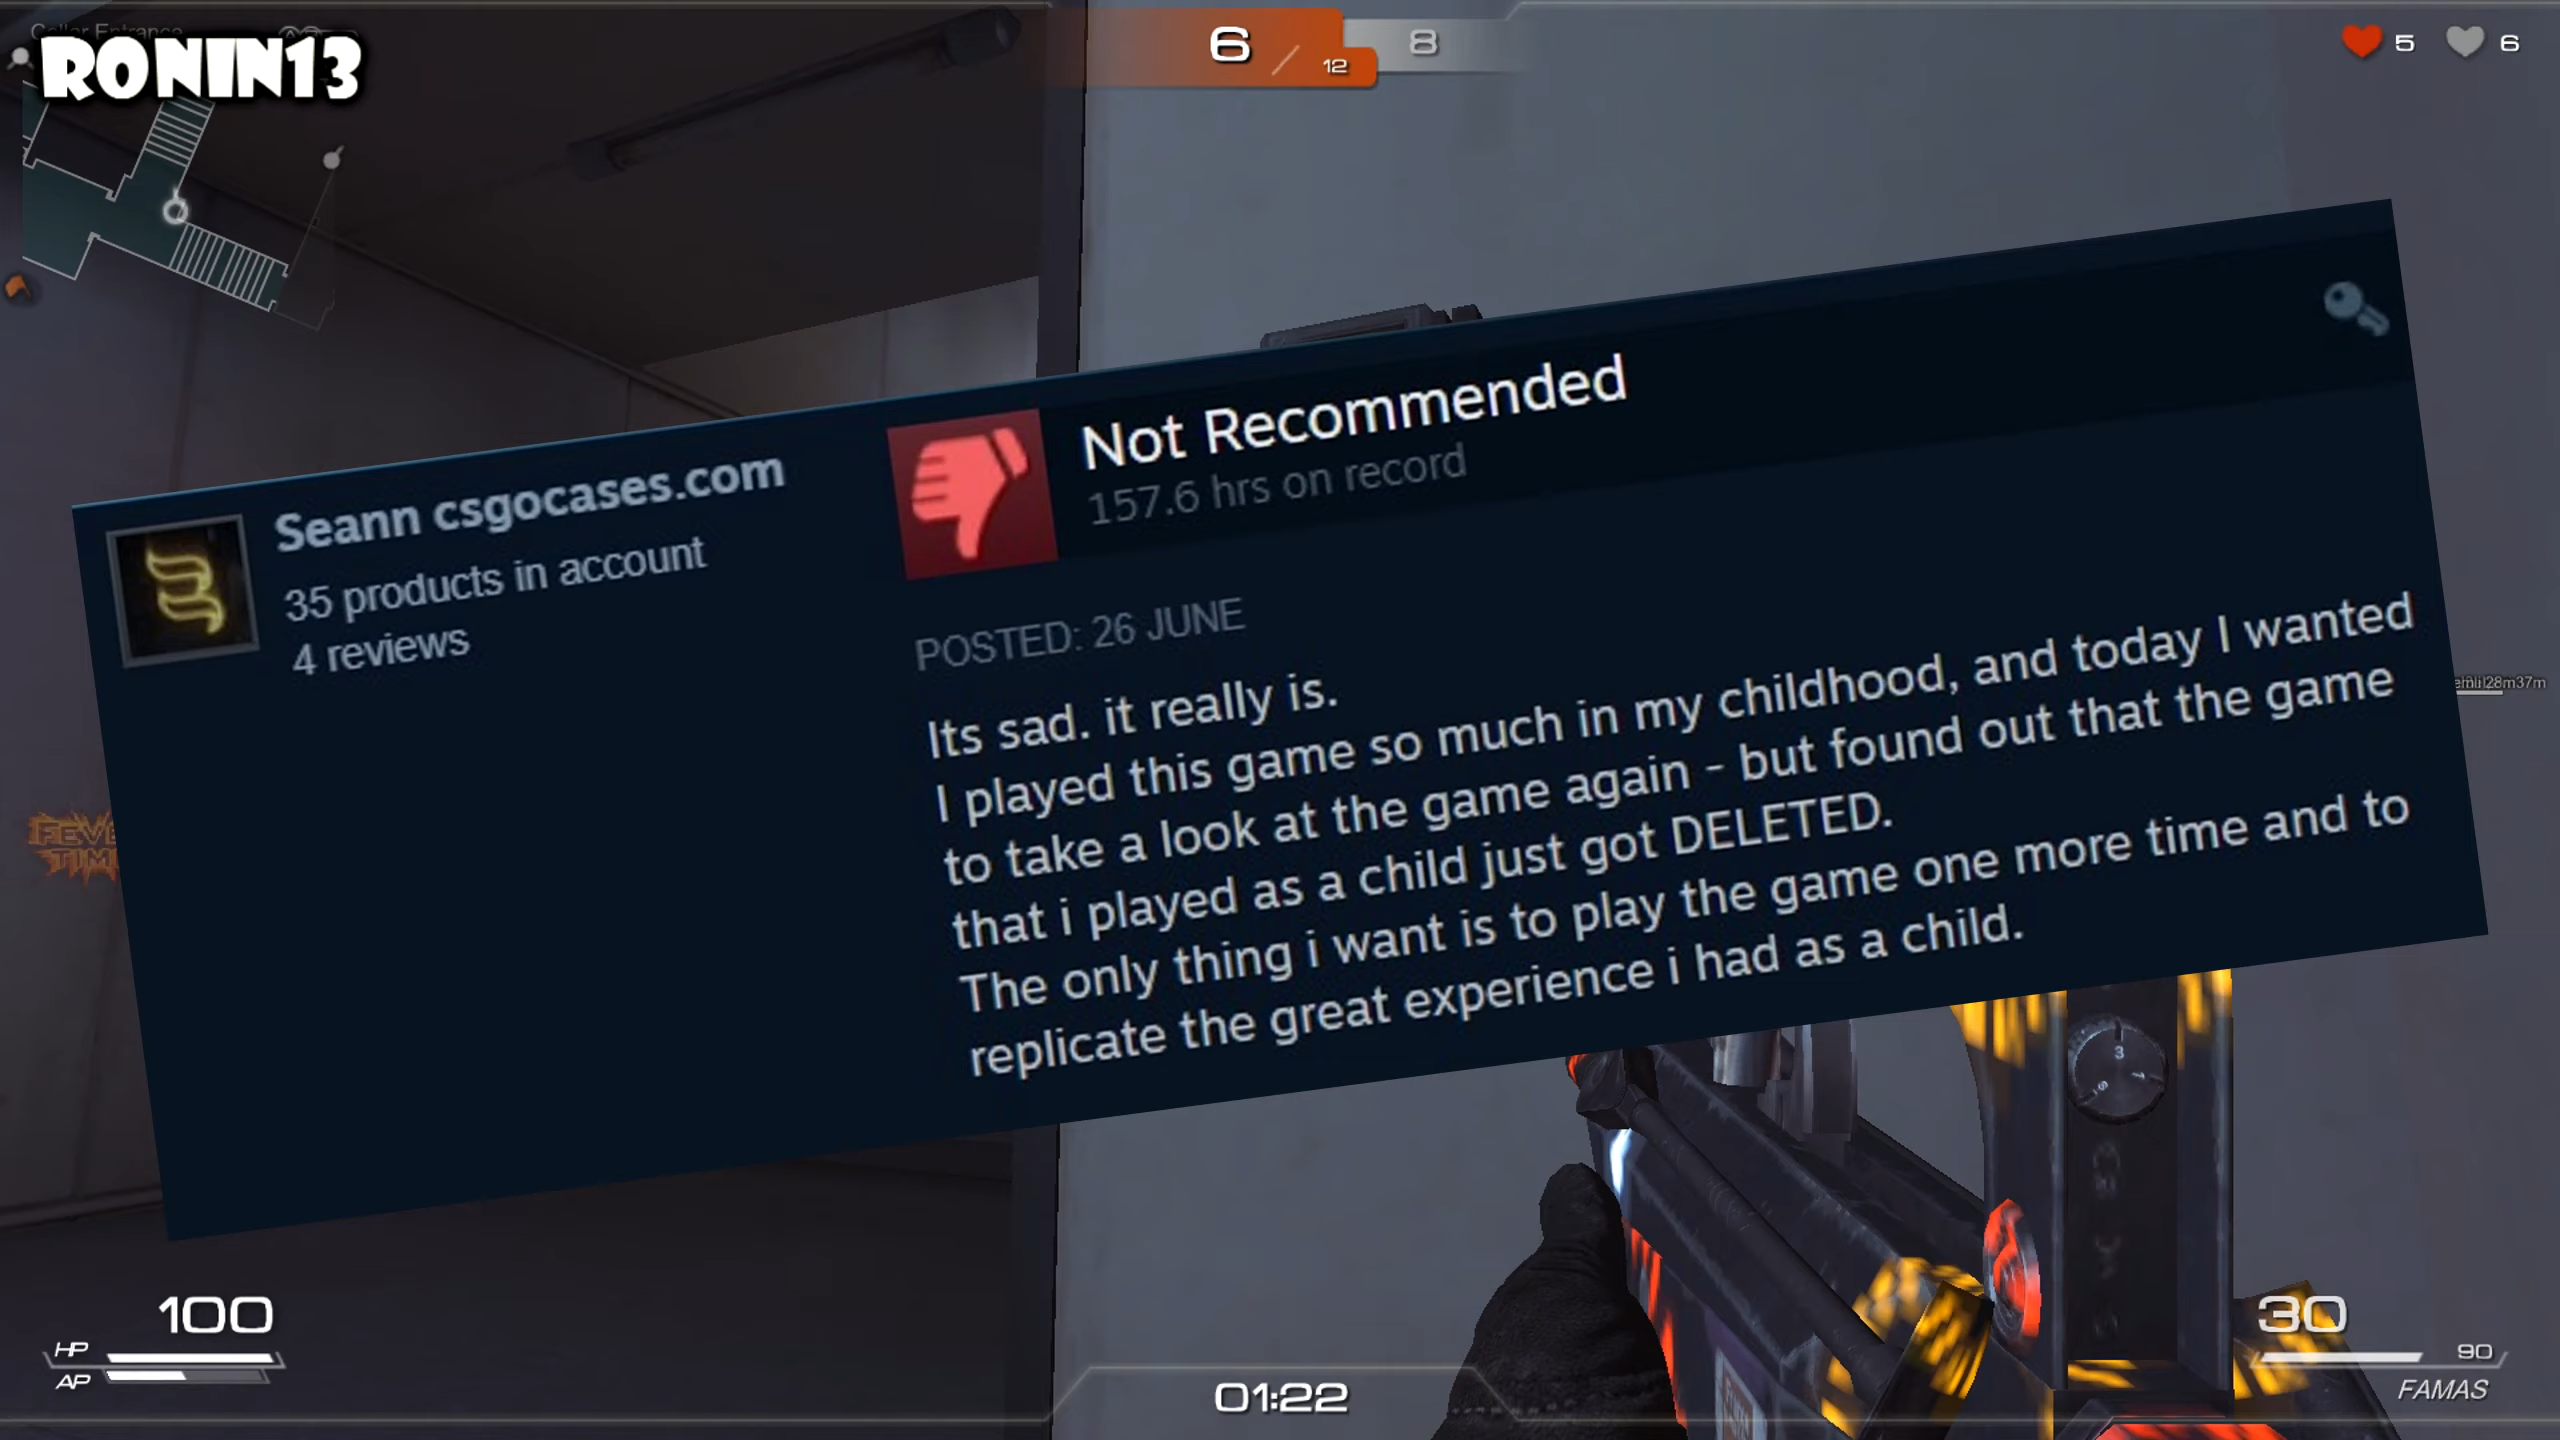 RONIN13
6 / 12
8
5
6
Not Recommended
157.6 hrs on record
Seann csgocases.com
35 products in account
4 reviews
POSTED: 26 JUNE
Its sad. it really is.
I played this game so much in my childhood, and today I wanted
to take a look at the game again - but found out that the game
that i played as a child just got DELETED.
The only thing i want is to play the game one more time and to
replicate the great experience i had as a child.
FEVE
TIM
3
100
HP
AP
01:22
30
90
FAMAS